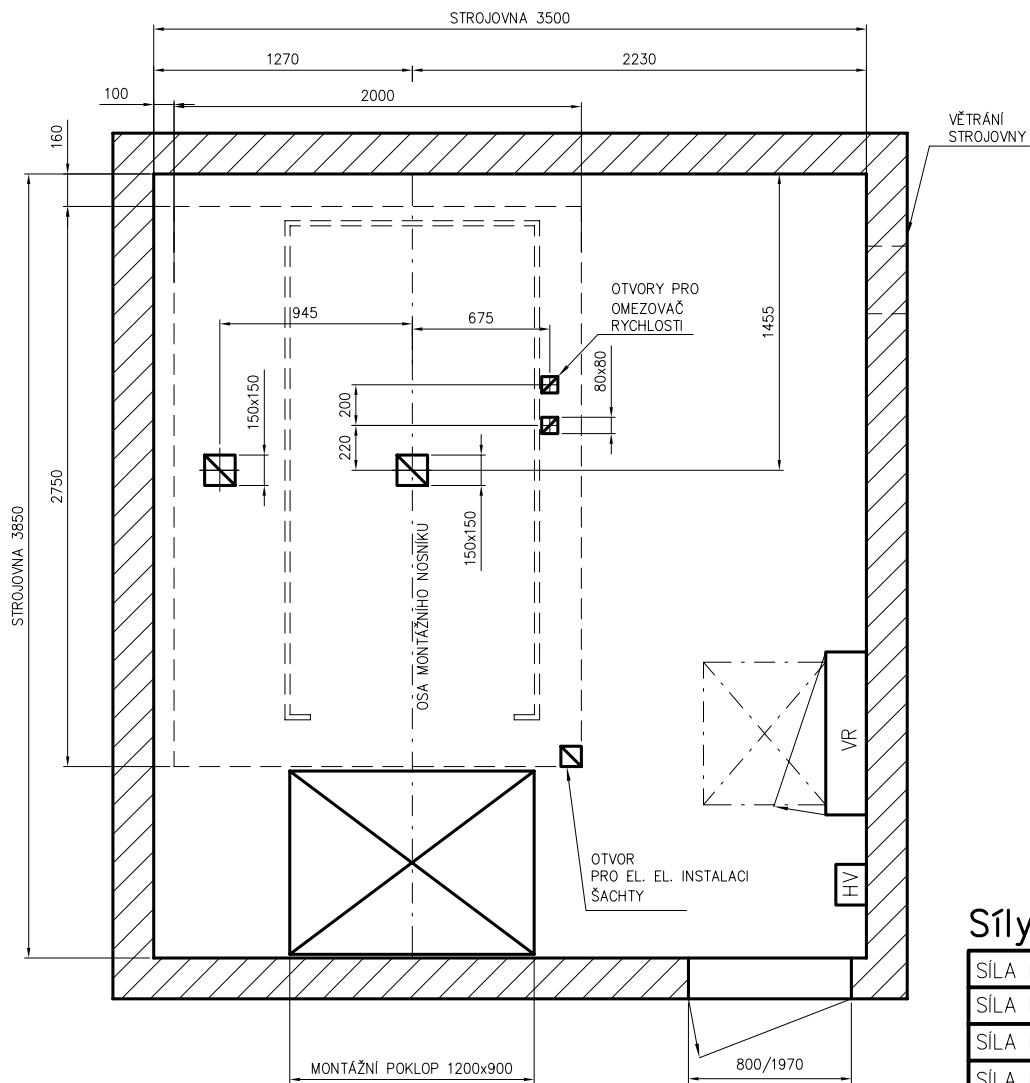 STROJOVNA 3500
1270
2230
100
2000
160
VĚTRÁNÍ
STROJOVNY
OTVORY PRO
OMEZOVAČ
RYCHLOSTI
945
675
1455
80x80
150x150
200
220
2750
STROJOVNA 3850
150x150
OSA MONTÁŽNÍHO NOSNÍKU
VR
OTVOR
PRO EL. EL. INSTALACI
ŠACHTY
HV
Síly
SÍLA
SÍLA
SÍLA
SÍLA
MONTÁŽNÍ POKLOP 1200x900
800/1970